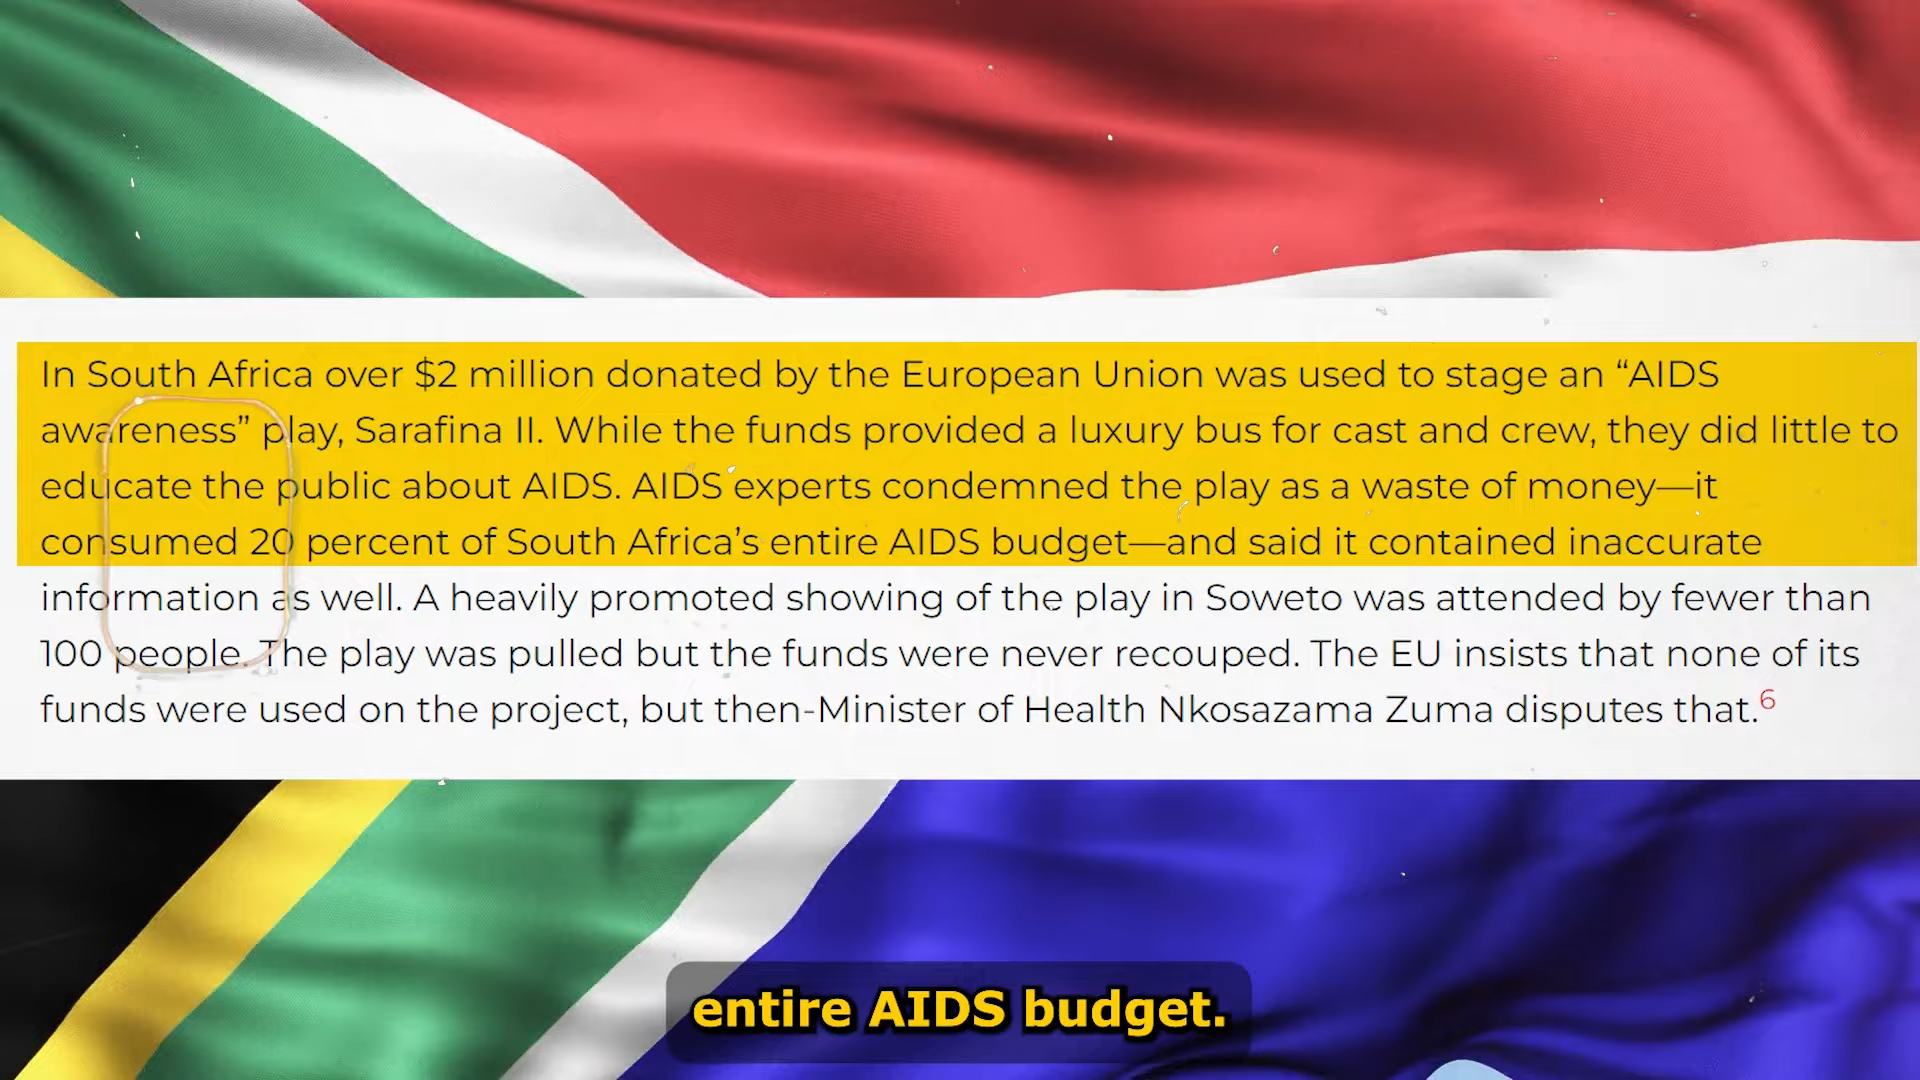 In South Africa over $2 million donated by the European Union was used to stage an “AIDS
awareness” play, Sarafina II. While the funds provided a luxury bus for cast and crew, they did little to
educate the public about AIDS. AIDS experts condemned the play as a waste of money—it
consumed 20 percent of South Africa’s entire AIDS budget—and said it contained inaccurate
information as well. A heavily promoted showing of the play in Soweto was attended by fewer than
100 people. The play was pulled but the funds were never recouped. The EU insists that none of its
funds were used on the project, but then-Minister of Health Nkosazama Zuma disputes that.6
entire AIDS budget.